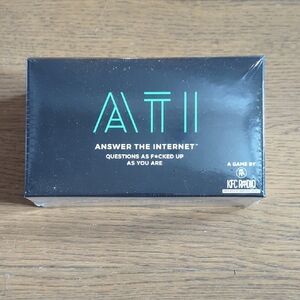 ATI
ANSWER THE INTERNET™
QUESTIONS AS F*CKED UP
AS YOU ARE
A GAME BY
KFC RADIO